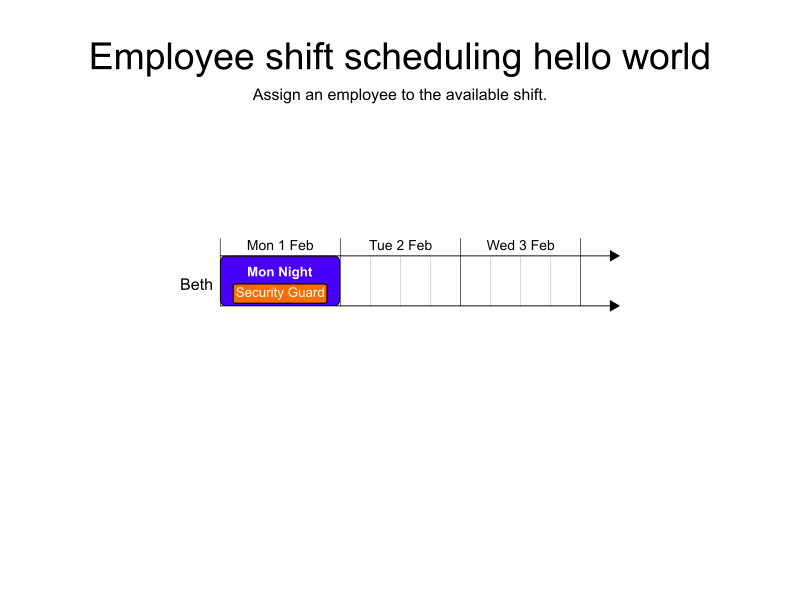 Employee shift scheduling hello world
Assign an employee to the available shift.
Mon 1 Feb Tue 2 Feb Wed 3 Feb
Beth
Mon Night
Security Guard